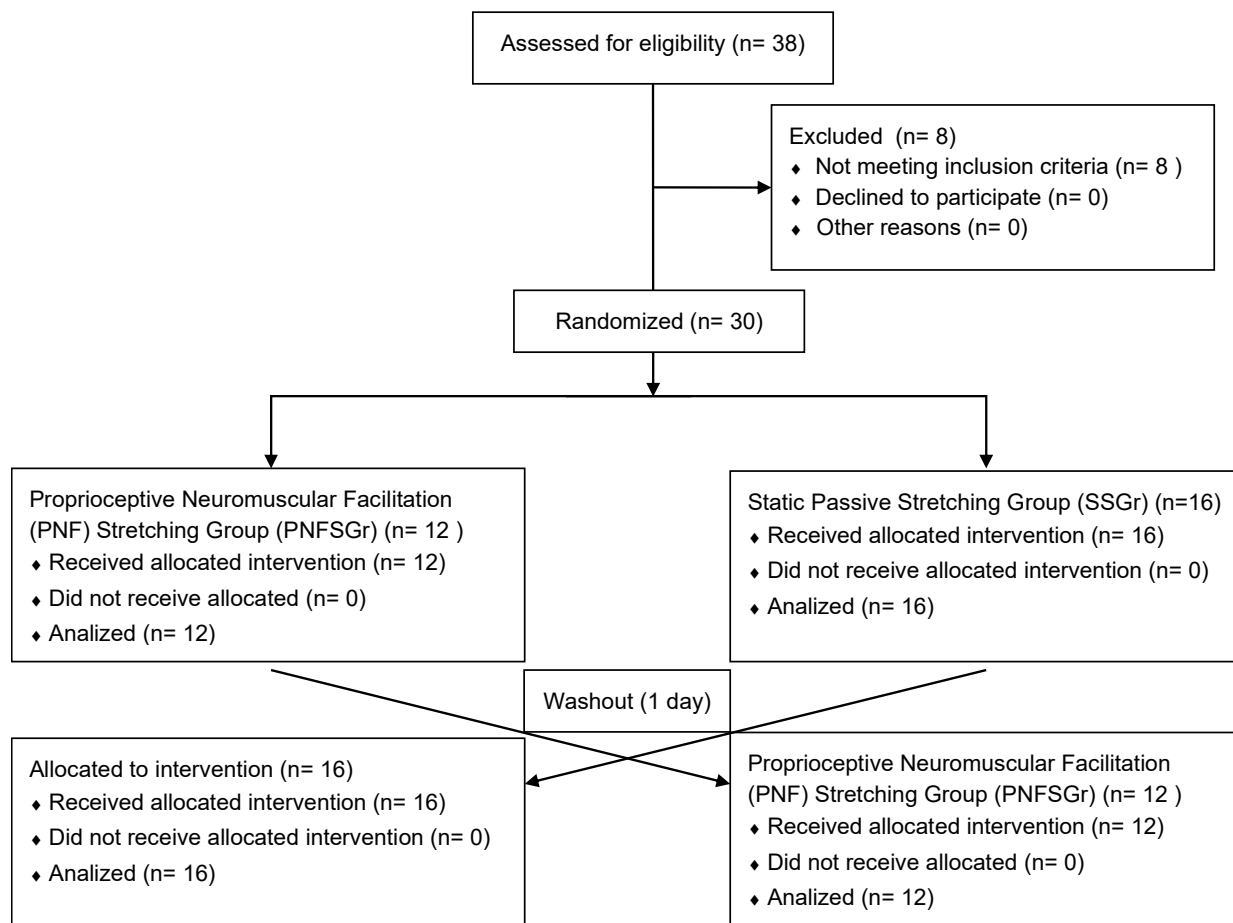 Assessed for eligibility (n= 38)
Excluded  (n= 8)
♦ Not meeting inclusion criteria (n= 8 )
♦ Declined to participate (n= 0)
♦ Other reasons (n= 0)
Randomized (n= 30)
Proprioceptive Neuromuscular Facilitation
(PNF) Stretching Group (PNFSGr) (n= 12 )
♦ Received allocated intervention (n= 12)
♦ Did not receive allocated (n= 0)
♦ Analized (n= 12)
Static Passive Stretching Group (SSGr) (n=16)
♦ Received allocated intervention (n= 16)
♦ Did not receive allocated intervention (n= 0)
♦ Analized (n= 16)
Washout (1 day)
Allocated to intervention (n= 16)
♦ Received allocated intervention (n= 16)
♦ Did not receive allocated intervention (n= 0)
♦ Analized (n= 16)
Proprioceptive Neuromuscular Facilitation
(PNF) Stretching Group (PNFSGr) (n= 12 )
♦ Received allocated intervention (n= 12)
♦ Did not receive allocated (n= 0)
♦ Analized (n= 12)